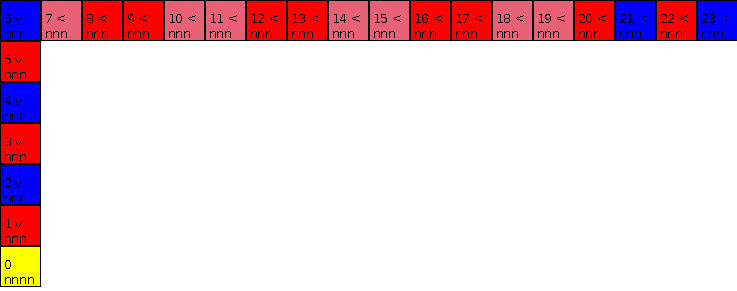 6 v
nnn
7 <
nnn
8 <
nnn
9 <
nnn
10 <
nnn
11 <
nnn
12 <
nnn
13 <
nnn
14 <
nnn
15 <
nnn
16 <
nnn
17 <
nnn
18 <
nnn
19 <
nnn
20 <
nnn
21 <
nnn
22 <
nnn
23 <
nnn
5 v
nnn
4 v
nnn
3 v
nnn
2 v
nnn
1 v
nnn
0
nnnn